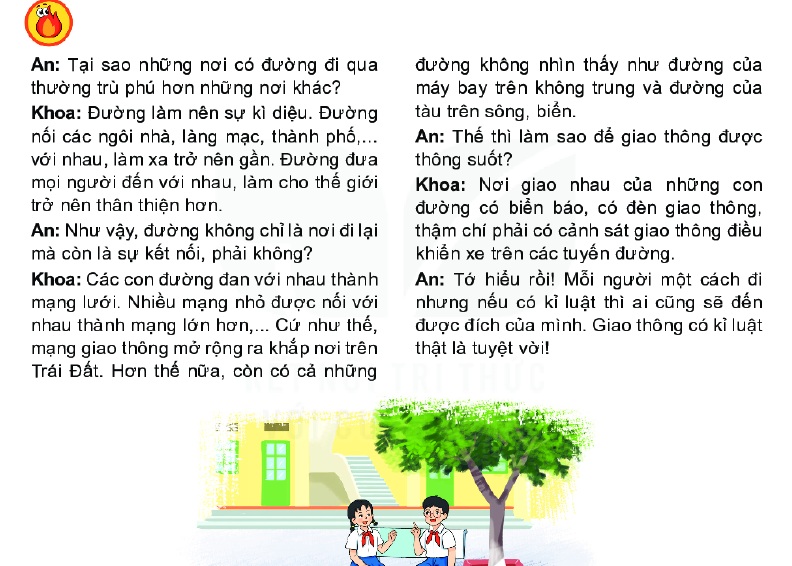 An: Tại sao những nơi có đường đi qua
thường trù phú hơn những nơi khác?
Khoa: Đường làm nên sự kì diệu. Đường
nối các ngôi nhà, làng mạc, thành phố,...
với nhau, làm xa trở nên gần. Đường đưa
mọi người đến với nhau, làm cho thế giới
trở nên thân thiện hơn.
An: Như vậy, đường không chỉ là nơi đi lại
mà còn là sự kết nối, phải không?
Khoa: Các con đường đan với nhau thành
mạng lưới. Nhiều mạng nhỏ được nối với
nhau thành mạng lớn hơn,... Cứ như thế,
mạng giao thông mở rộng ra khắp nơi trên
Trái Đất. Hơn thế nữa, còn có cả những
đường không nhìn thấy như đường của
máy bay trên không trung và đường của
tàu trên sông, biển.
An: Thế thì làm sao để giao thông được
thông suốt?
Khoa: Nơi giao nhau của những con
đường có biển báo, có đèn giao thông,
thậm chí phải có cảnh sát giao thông điều
khiển xe trên các tuyến đường.
An: Tớ hiểu rồi! Mỗi người một cách đi
nhưng nếu có kỉ luật thì ai cũng sẽ đến
được đích của mình. Giao thông có kỉ luật
thật là tuyệt vời!